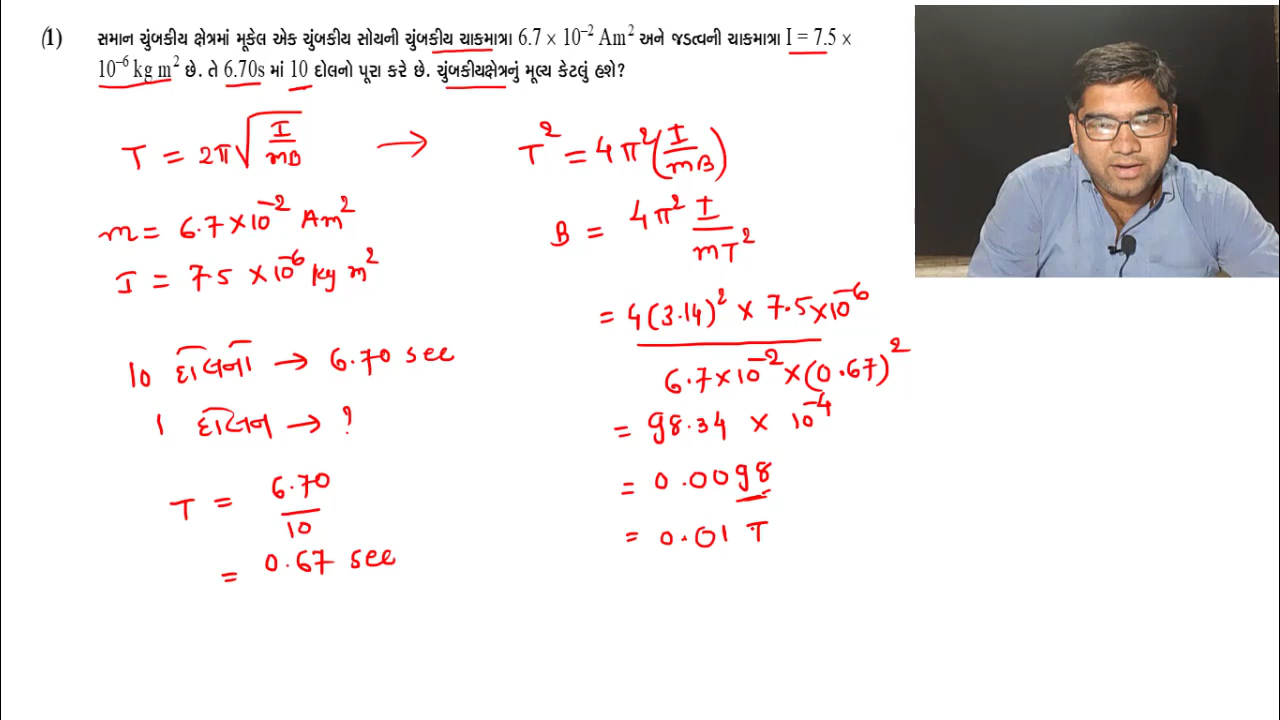 (1) સમાન ચુંબકીય ક્ષેત્રમાં મૂકેલ એક ચુંબકીય સોયની ચુંબકીય ચાકમાત્રા 6.7 × 10⁻² Am² અને જડત્વની ચાકમાત્રા I = 7.5 ×
10⁻⁶ kg m² છે. તે 6.70s માં 10 દોલનો પૂરા કરે છે. ચુંબકીયક્ષેત્રનું મૂલ્ય કેટલું હશે?
T = 2π√(I/mB) → T² = 4π²(I/mB)
m = 6.7 × 10⁻² Am²
B = 4π² I/mT²
I = 7.5 × 10⁻⁶ kg m²
= 4(3.14)² × 7.5 × 10⁻⁶
6.7 × 10⁻² × (0.67)²
10 દોલનો → 6.70 sec
= 98.34 × 10⁻⁴
1 દોલન → ?
= 0.0098
T = 6.70/10
= 0.01 T
= 0.67 sec